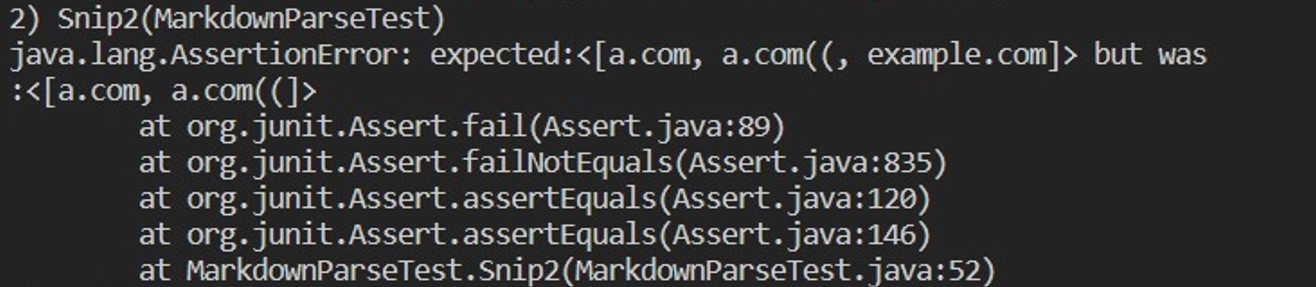 2) Snip2(MarkdownParseTest)
java.lang.AssertionError: expected:<[a.com, a.com((, example.com]> but was
:<[a.com, a.com((]>
at org.junit.Assert.fail(Assert.java:89)
at org.junit.Assert.failNotEquals(Assert.java:835)
at org.junit.Assert.assertEquals(Assert.java:120)
at org.junit.Assert.assertEquals(Assert.java:146)
at MarkdownParseTest.Snip2(MarkdownParseTest.java:52)